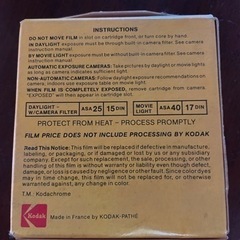 INSTRUCTIONS
DO NOT MOVE FILM in slot on cartridge front, or turn zone by hand.
IN DAYLIGHT exposure must be through built-in camera filter. See camera
instruction manual.
BY MOVIE LIGHT exposure must be without built-in camera filter. See camera
instruction manual.
AUTOMATIC EXPOSURE CAMERAS: Take pictures by daylight or movie lights
as long as camera indicates sufficient light.
NON-AUTOMATIC CAMERAS: Follow daylight exposure recommendations on
camera. Indoors use exposure table on movie light.
WHEN FILM IS COMPLETELY EXPOSED, remove cartridge from camera.
"EXPOSED" will then appear in cartridge slot.
DAYLIGHT –
W/CAMERA FILTER
ASA 25 15 DIN
MOVIE
LIGHT
ASA 40 17 DIN
PROTECT FROM HEAT – PROCESS PROMPTLY
FILM PRICE DOES NOT INCLUDE PROCESSING BY KODAK
Read This Notice: This film will be replaced if defective in manufacture,
labeling, or packaging, or if damaged or lost by us or any subsidiary
company. Except for such replacement, the sale, processing, or other
handling of this film is without warranty or liability even though defect,
damage, or loss is caused by negligence or other fault. Since color dyes
may in time change, this film will not be replaced for, or otherwise
warranted against, any change in color.
T.M.: Kodachrome
Kodak
Made in France by KODAK-PATHÉ